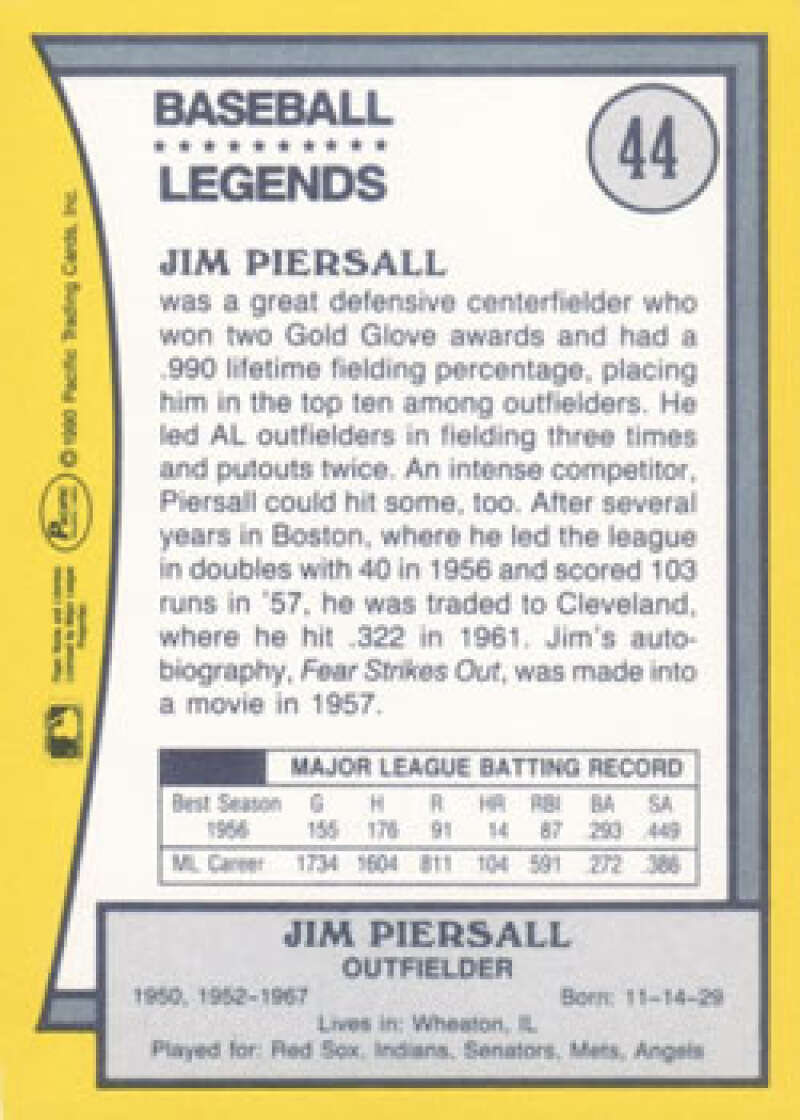 BASEBALL
LEGENDS
44
JIM PIERSALL
was a great defensive centerfielder who
won two Gold Glove awards and had a
.990 lifetime fielding percentage, placing
him in the top ten among outfielders. He
led AL outfielders in fielding three times
and putouts twice. An intense competitor,
Piersall could hit some, too. After several
years in Boston, where he led the league
in doubles with 40 in 1956 and scored 103
runs in '57, he was traded to Cleveland,
where he hit .322 in 1961. Jim's auto-
biography, Fear Strikes Out, was made into
a movie in 1957.
MAJOR LEAGUE BATTING RECORD
Best Season G H R HR RBI BA SA
1956 155 176 91 14 87 .293 .449
ML Career 1734 1604 811 104 591 .272 .386
JIM PIERSALL
OUTFIELDER
1950, 1952-1967 Born: 11-14-29
Lives in: Wheaton, IL
Played for: Red Sox, Indians, Senators, Mets, Angels
PACIFIC © 1990 Pacific Trading Cards, Inc.